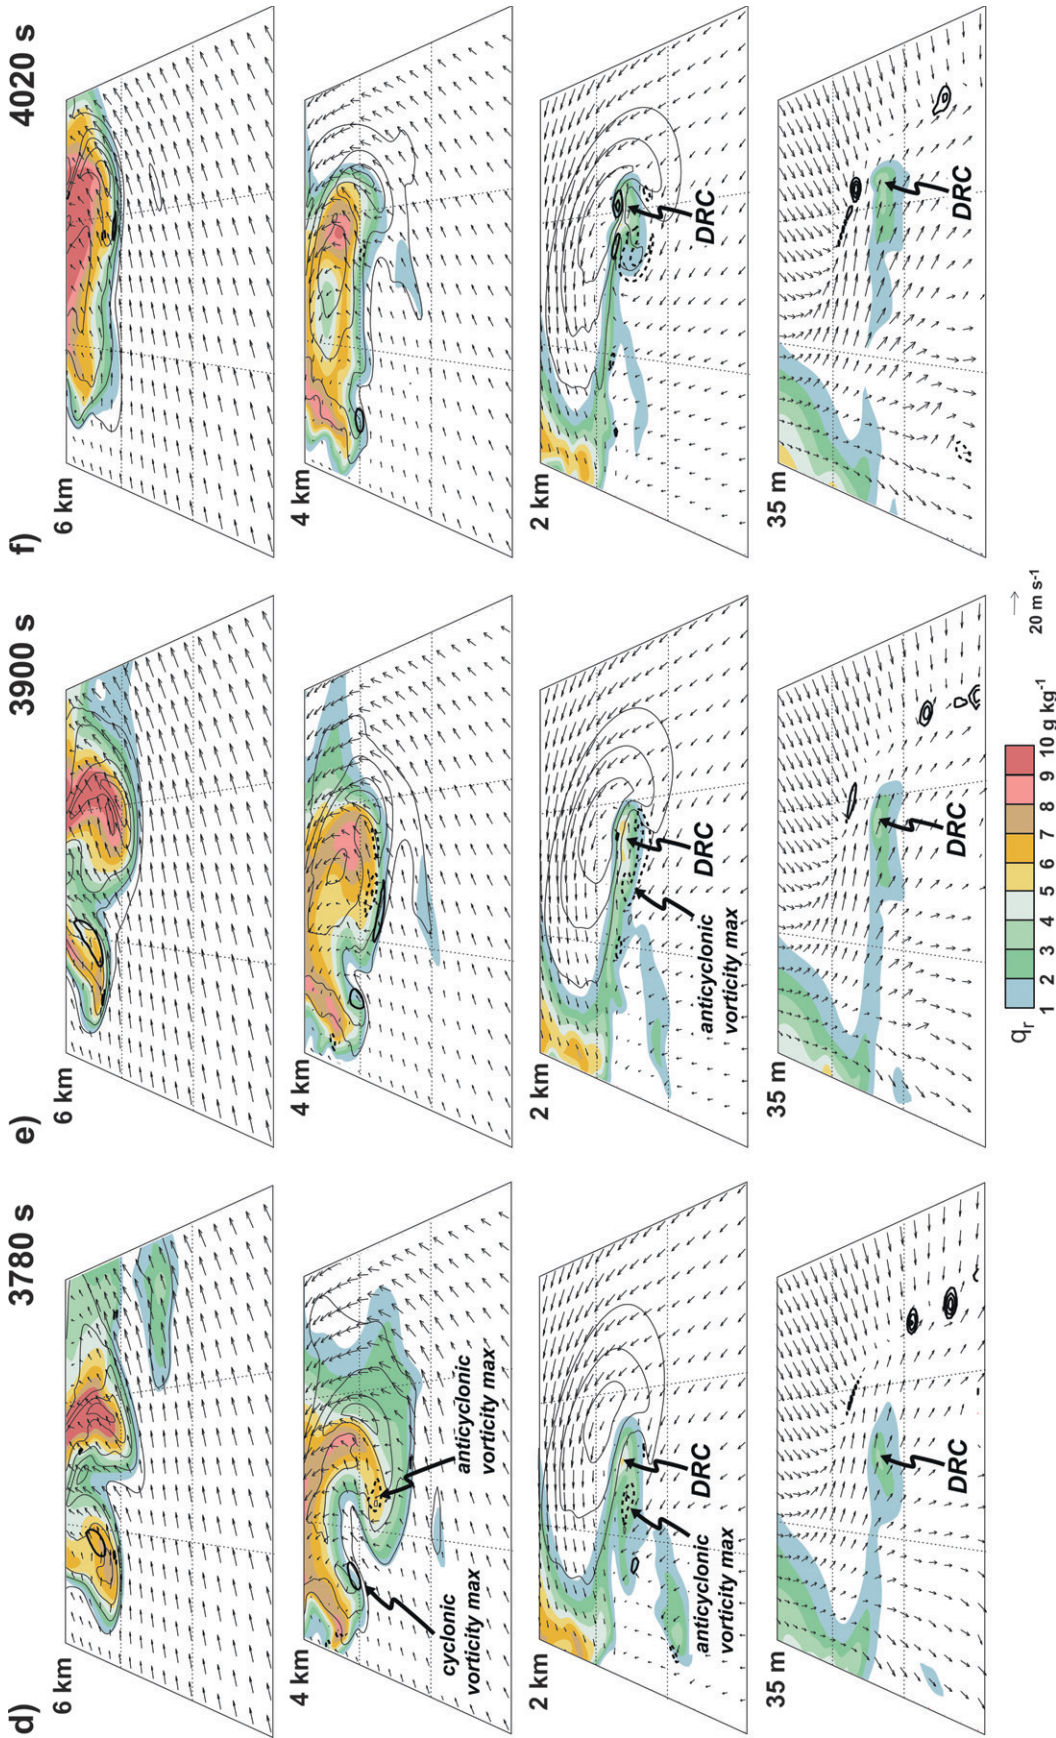 d)
3780 s
6 km
4 km
cyclonic
vorticity max
anticyclonic
vorticity max
2 km
anticyclonic
vorticity max
DRC
35 m
DRC
e)
3900 s
6 km
4 km
2 km
anticyclonic
vorticity max
DRC
35 m
DRC
f)
4020 s
6 km
4 km
2 km
DRC
35 m
DRC
qr
1 2 3 4 5 6 7 8 9 10 g kg-1
20 m s-1